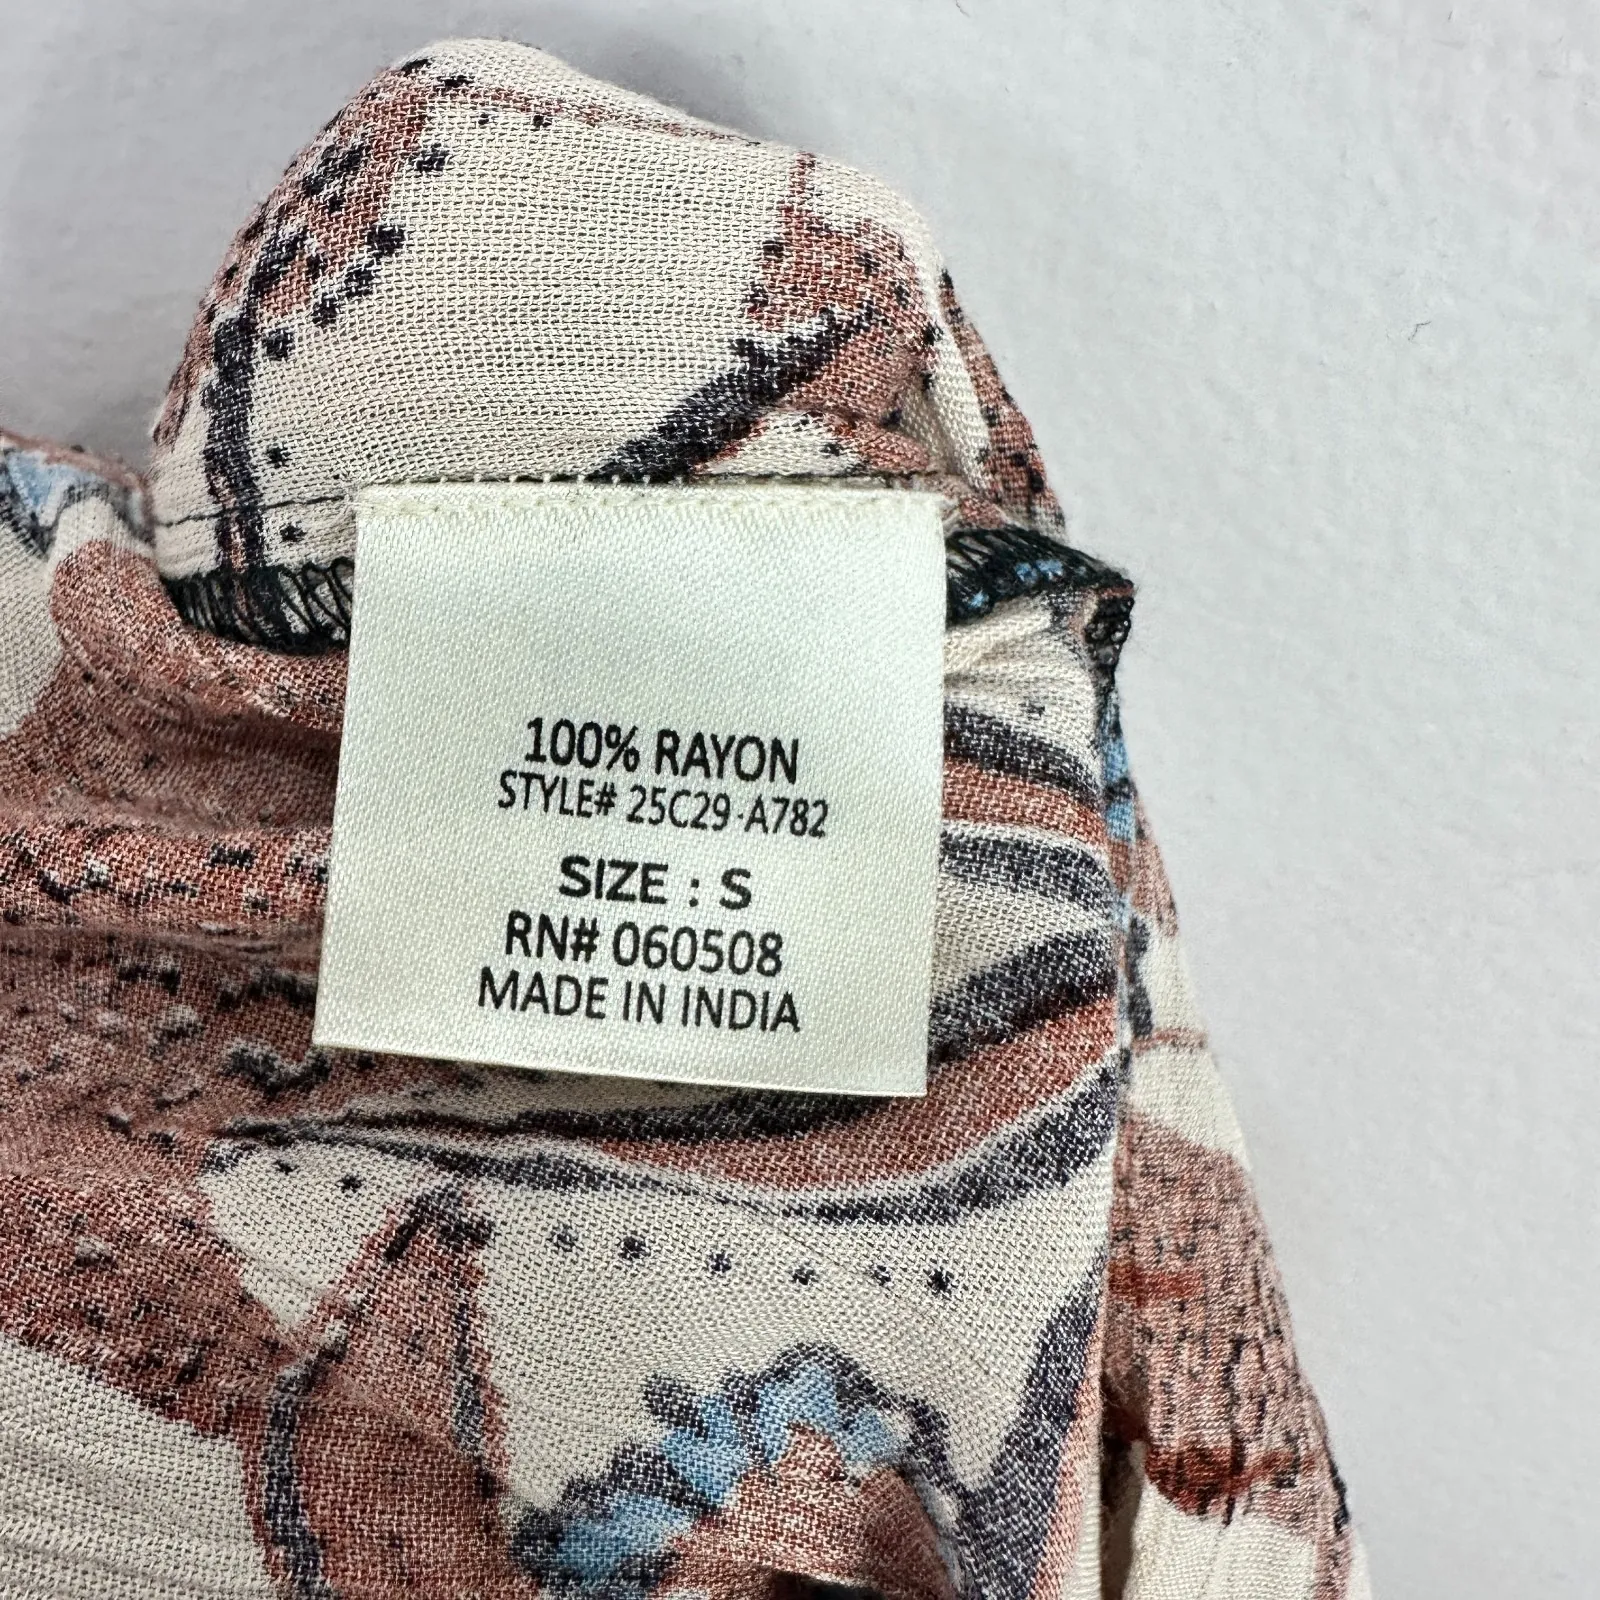 100% RAYON
STYLE# 25C29-A782
SIZE : S
RN# 060508
MADE IN INDIA